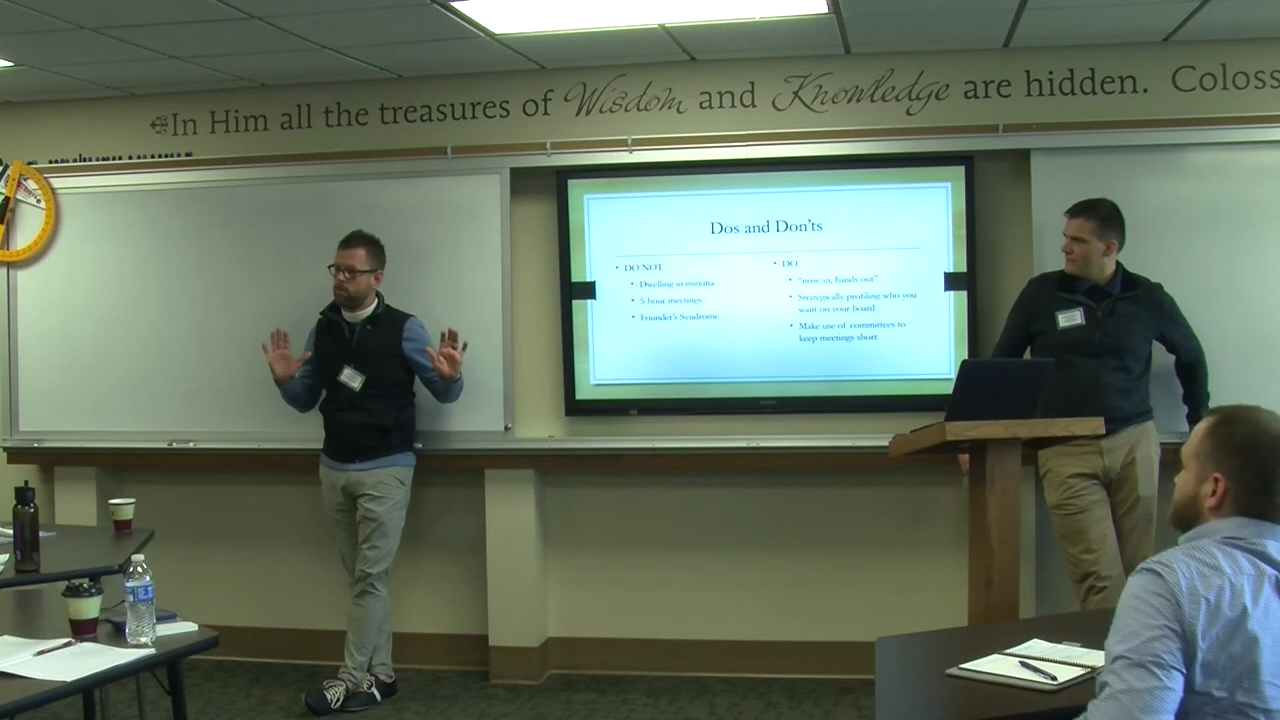 In Him all the treasures of Wisdom and Knowledge are hidden. Coloss
Dos and Don'ts
• DO NOT
• Dwelling in minutia
• 5 hour meetings
• Founder's Syndrome
• DO
• "nose in, hands out"
• Strategically profiling who you
want on your board
• Make use of committees to
keep meetings short